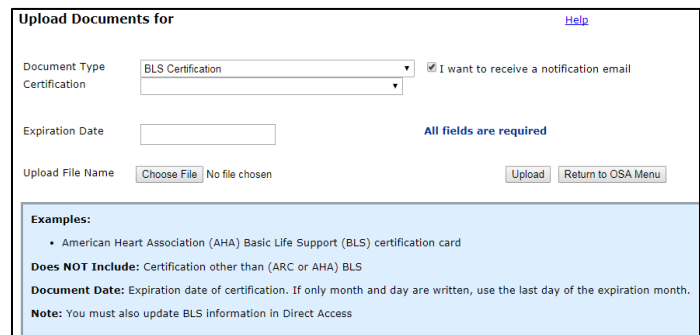 Upload Documents for Help
Document Type BLS Certification I want to receive a notification email
Certification
Expiration Date All fields are required
Upload File Name Choose File No file chosen Upload Return to OSA Menu
Examples:
• American Heart Association (AHA) Basic Life Support (BLS) certification card
Does NOT Include: Certification other than (ARC or AHA) BLS
Document Date: Expiration date of certification. If only month and day are written, use the last day of the expiration month.
Note: You must also update BLS information in Direct Access